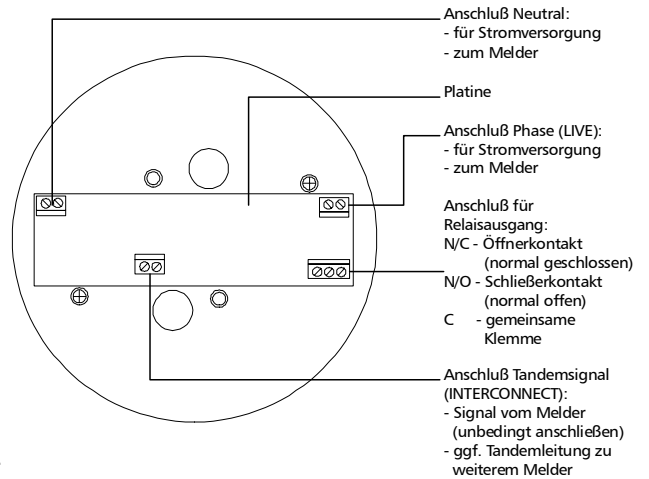 Anschluß Neutral:
- für Stromversorgung
- zum Melder
Platine
Anschluß Phase (LIVE):
- für Stromversorgung
- zum Melder
Anschluß für
Relaisausgang:
N/C - Öffnerkontakt
(normal geschlossen)
N/O - Schließerkontakt
(normal offen)
C - gemeinsame
Klemme
Anschluß Tandemsignal
(INTERCONNECT):
- Signal vom Melder
(unbedingt anschließen)
- ggf. Tandemleitung zu
weiterem Melder